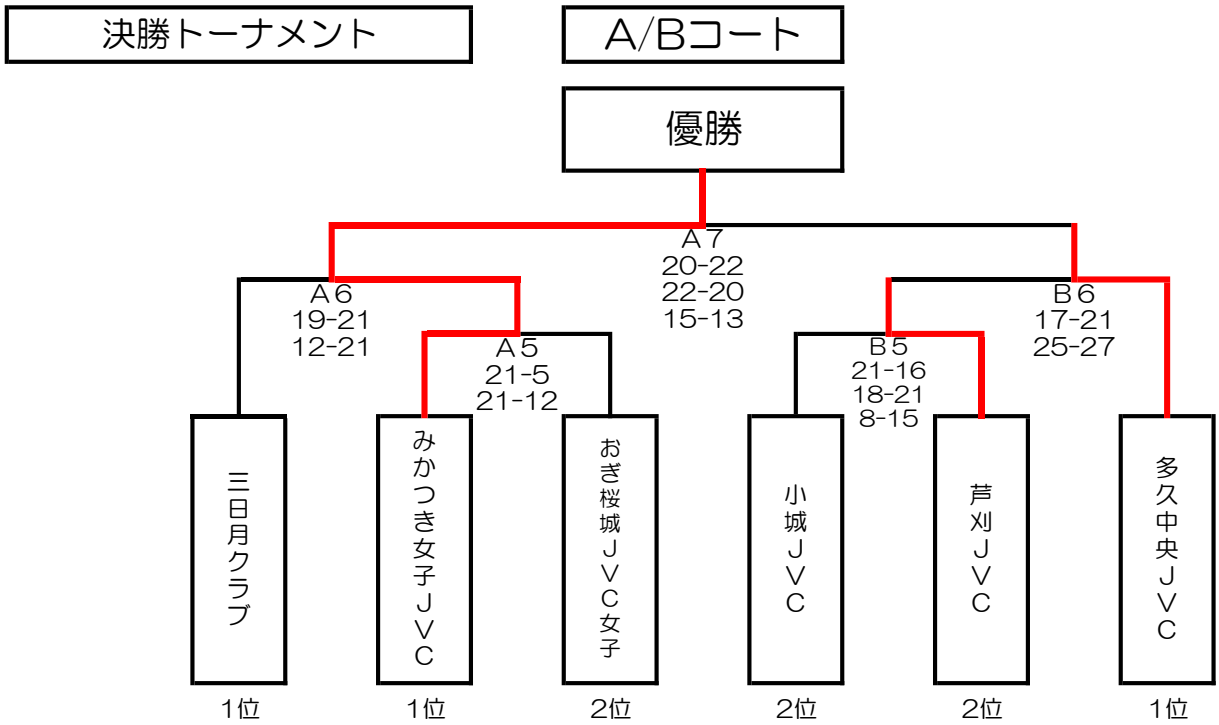 決勝トーナメント
A/Bコート
優勝
A7
20-22
22-20
15-13
A6
19-21
12-21
B6
17-21
25-27
A5
21-5
21-12
B5
21-16
18-21
8-15
三日月クラブ
みかつき女子JVC
おぎ桜城JVC女子
小城JVC
芦刈JVC
多久中央JVC
1位
1位
2位
2位
2位
1位